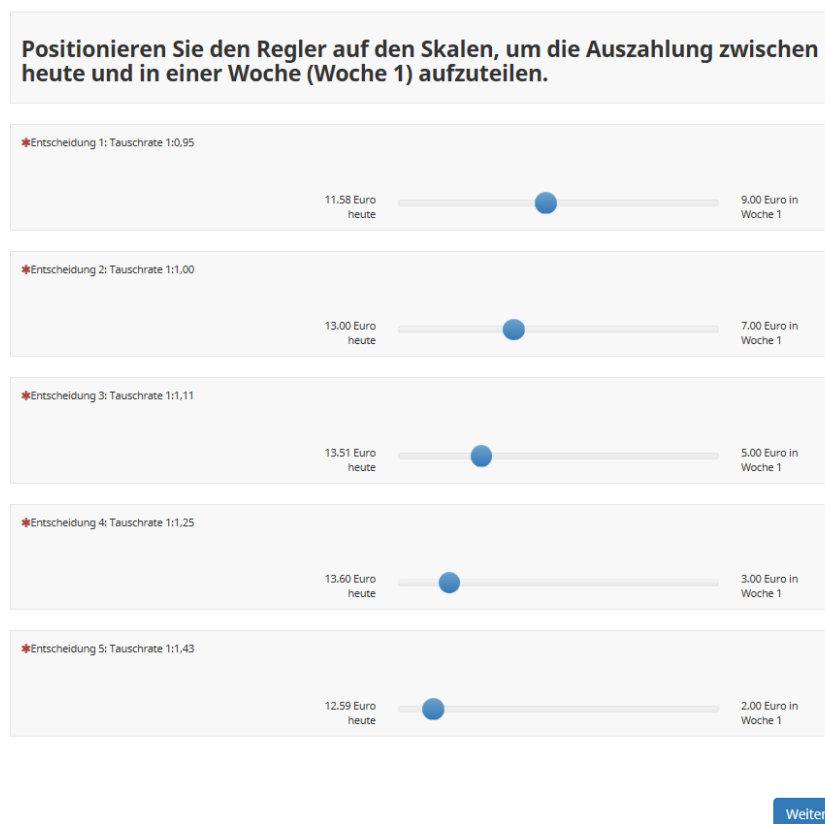 Positionieren Sie den Regler auf den Skalen, um die Auszahlung zwischen
heute und in einer Woche (Woche 1) aufzuteilen.
✱Entscheidung 1: Tauschrate 1:0,95
11.58 Euro
heute
9.00 Euro in
Woche 1
✱Entscheidung 2: Tauschrate 1:1,00
13.00 Euro
heute
7.00 Euro in
Woche 1
✱Entscheidung 3: Tauschrate 1:1,11
13.51 Euro
heute
5.00 Euro in
Woche 1
✱Entscheidung 4: Tauschrate 1:1,25
13.60 Euro
heute
3.00 Euro in
Woche 1
✱Entscheidung 5: Tauschrate 1:1,43
12.59 Euro
heute
2.00 Euro in
Woche 1
Weiter